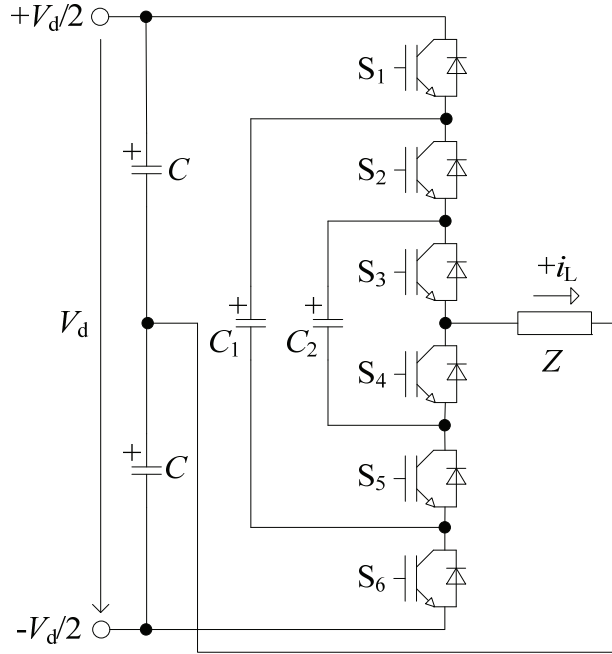 +Vd/2
S1
S2
+ C
S3
+iL
Vd
+ C1
+ C2
Z
S4
+ C
S5
S6
-Vd/2